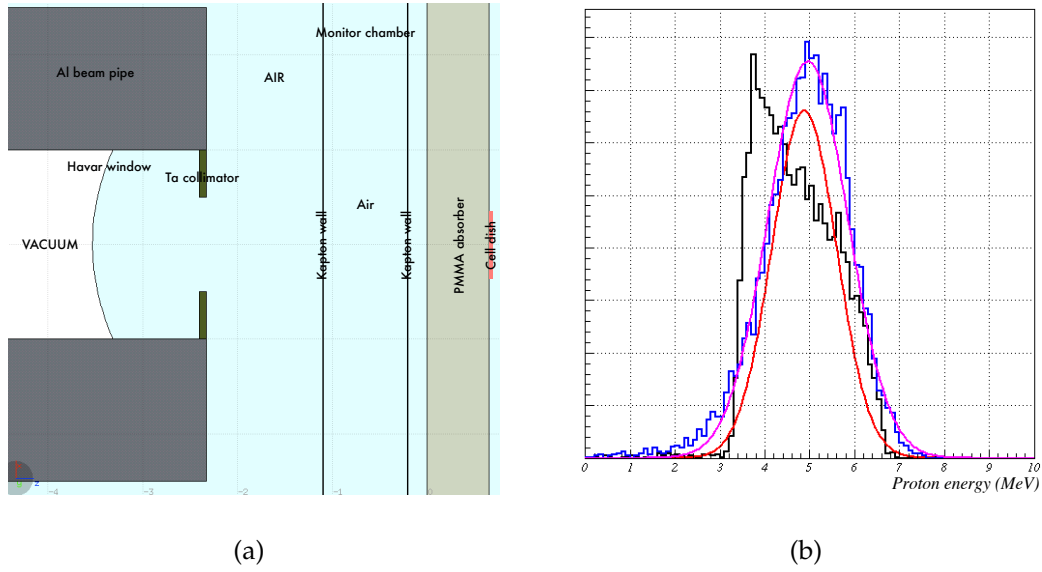 Monitor chamber
Al beam pipe
AIR
Havar window
Ta collimator
Air
VACUUM
Kapton wall
Kapton wall
PMMA absorber
Cell dish
-4
-3
-2
-1
0
z
(a)
0 1 2 3 4 5 6 7 8 9 10
Proton energy (MeV)
(b)